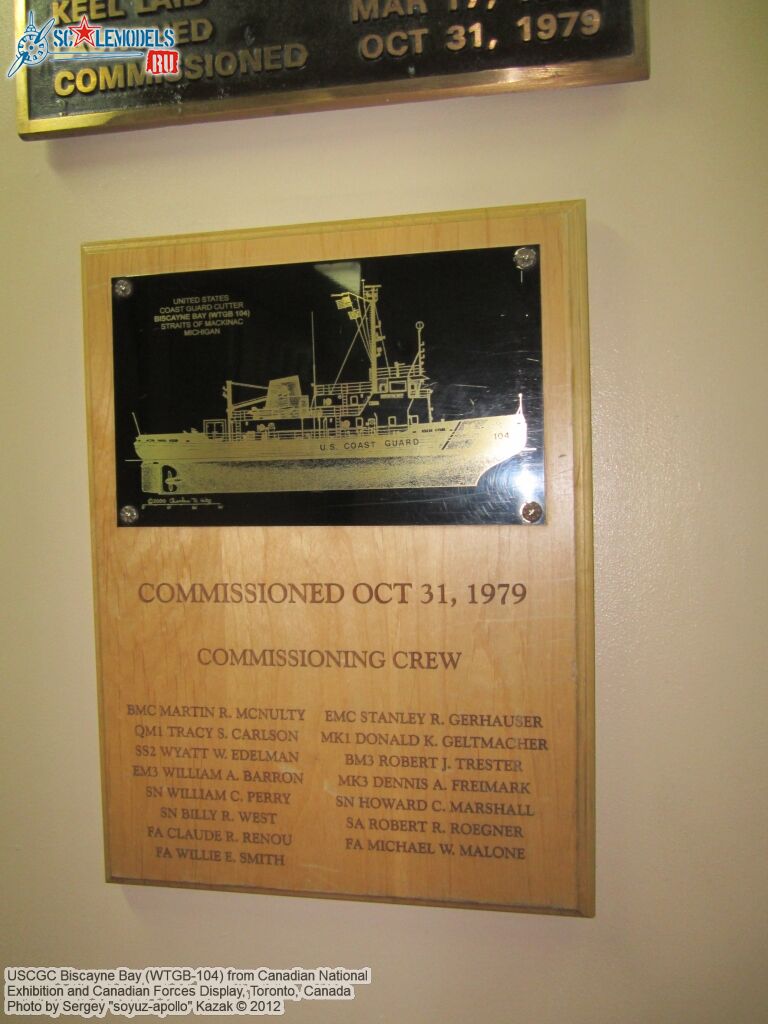 KEEL LAID
MAR 17,
COMMISSIONED OCT 31, 1979
SCALEMODELS
.RU
UNITED STATES
COAST GUARD CUTTER
BISCAYNE BAY (WTGB 104)
STRAITS OF MACKINAC
MICHIGAN
U.S. COAST GUARD
104
©2000
COMMISSIONED OCT 31, 1979
COMMISSIONING CREW
BMC MARTIN R. MCNULTY
QM1 TRACY S. CARLSON
SS2 WYATT W. EDELMAN
EM3 WILLIAM A. BARRON
SN WILLIAM C. PERRY
SN BILLY R. WEST
FA CLAUDE R. RENOU
FA WILLIE E. SMITH
EMC STANLEY R. GERHAUSER
MK1 DONALD K. GELTMACHER
BM3 ROBERT J. TRESTER
MK3 DENNIS A. FREIMARK
SN HOWARD C. MARSHALL
SA ROBERT R. ROEGNER
FA MICHAEL W. MALONE
USCGC Biscayne Bay (WTGB-104) from Canadian National
Exhibition and Canadian Forces Display, Toronto, Canada
Photo by Sergey "soyuz-apollo" Kazak © 2012